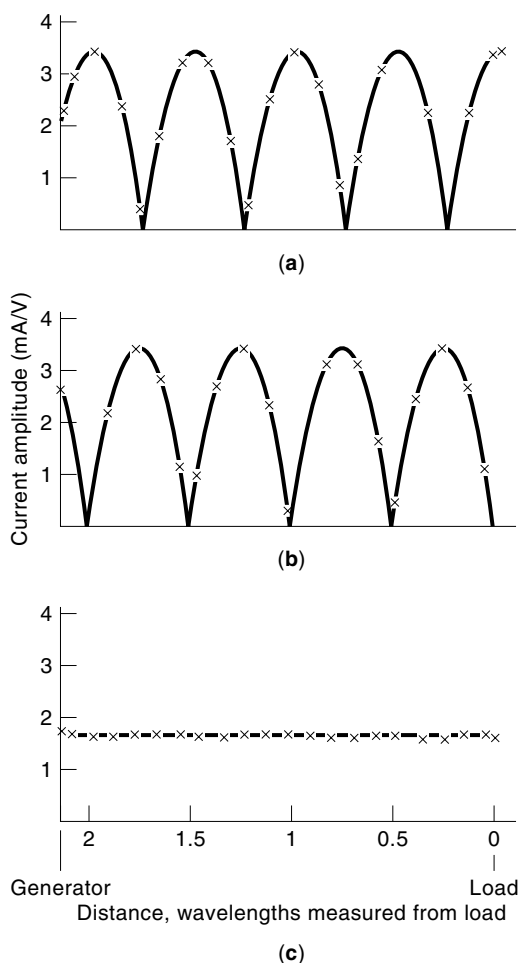 4
3
2
1
(a)
Current amplitude (mA/V)
4
3
2
1
(b)
4
3
2
1
2 1.5 1 0.5 0
Generator Load
Distance, wavelengths measured from load
(c)